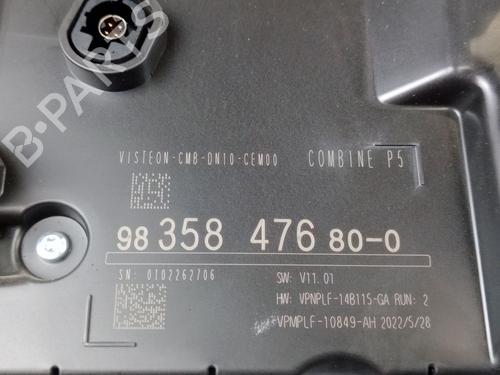 B-PARTS
VISTEON-CMB-DN10-CEM00 COMBINE P5
98 358 476 80-0
SN: 0102262706
SW: V11.01
HW: VPNPLF-14B115-GA RUN: 2
VPMPLF-10849-AH 2022/5/28